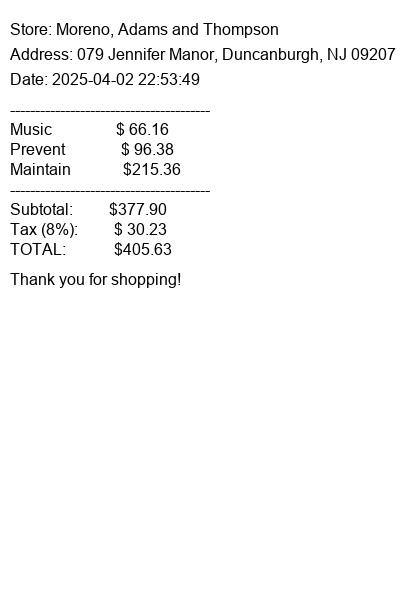 Store: Moreno, Adams and Thompson
Address: 079 Jennifer Manor, Duncanburgh, NJ 09207
Date: 2025-04-02 22:53:49
----------------------------------------
Music $ 66.16
Prevent $ 96.38
Maintain $215.36
----------------------------------------
Subtotal: $377.90
Tax (8%): $ 30.23
TOTAL: $405.63
Thank you for shopping!